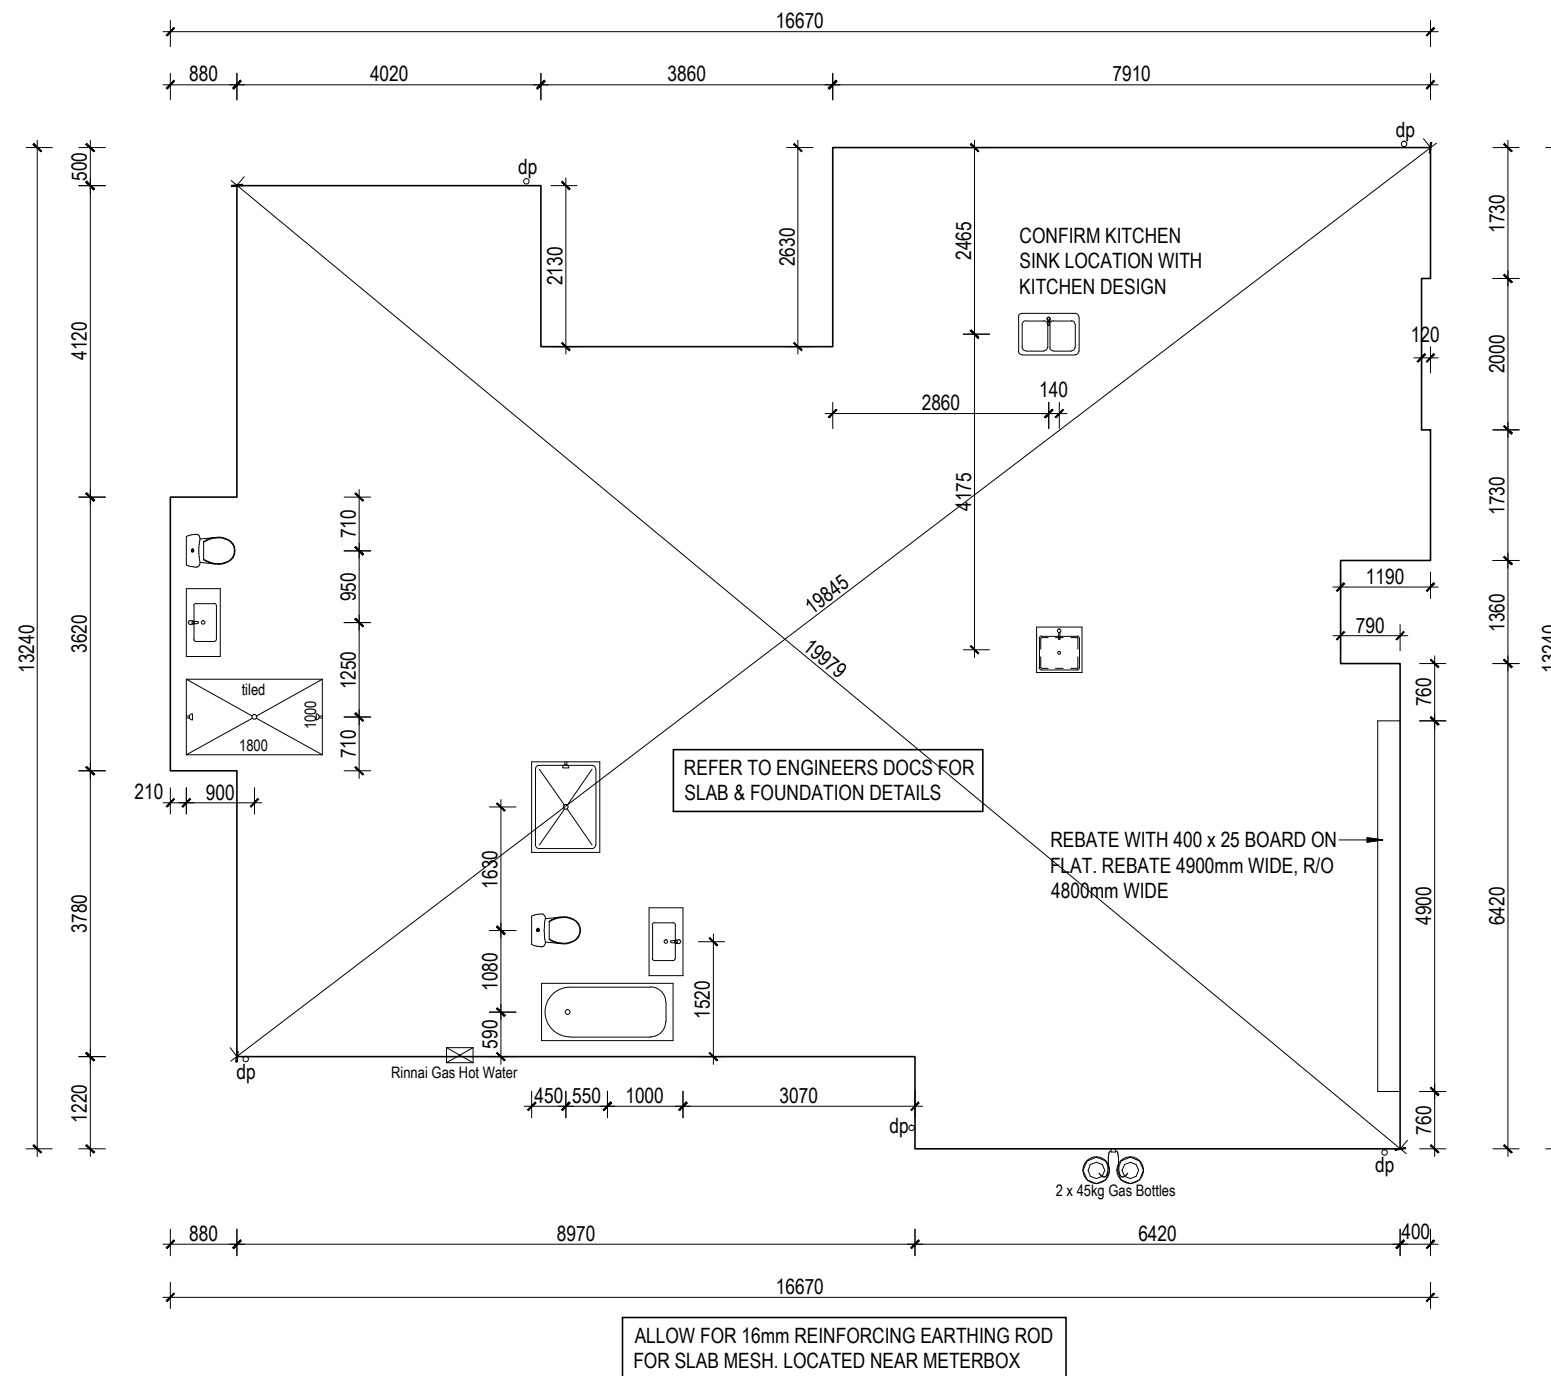 16670
880
4020
3860
7910
dp
dp
500
4120
3620
3780
1220
13240
2130
2630
2465
CONFIRM KITCHEN
SINK LOCATION WITH
KITCHEN DESIGN
1730
2000
1730
1360
6420
13240
120
2860
140
4175
710
950
1250
710
tiled
1000
1800
210
900
19845
19979
1190
790
760
4900
760
REFER TO ENGINEERS DOCS FOR
SLAB & FOUNDATION DETAILS
REBATE WITH 400 x 25 BOARD ON
FLAT. REBATE 4900mm WIDE, R/O
4800mm WIDE
1630
1080
590
1520
dp
Rinnai Gas Hot Water
450
550
1000
3070
dp
dp
2 x 45kg Gas Bottles
880
8970
6420
400
16670
ALLOW FOR 16mm REINFORCING EARTHING ROD
FOR SLAB MESH. LOCATED NEAR METERBOX